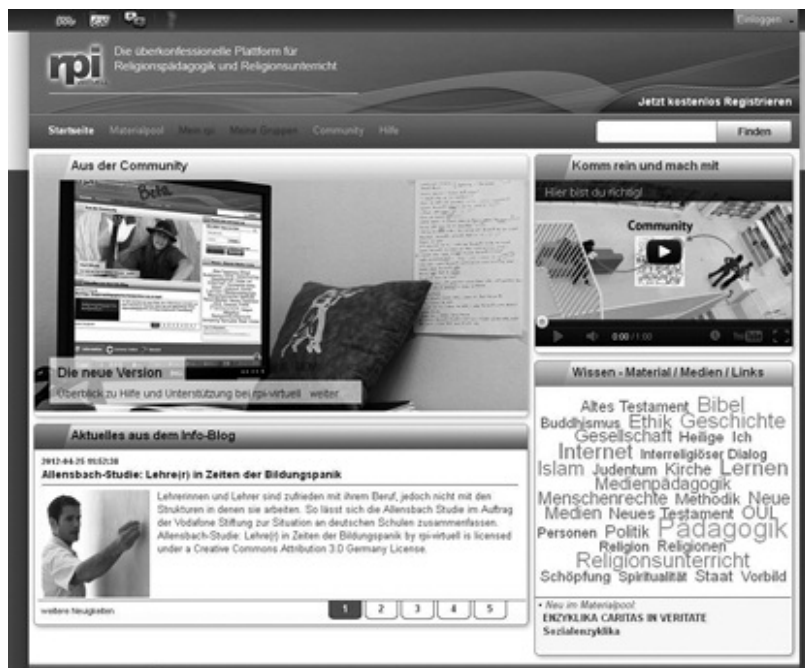 Einloggen
rpi
Die überkonfessionelle Plattform für
Religionspädagogik und Religionsunterricht
Jetzt kostenlos Registrieren
Startseite Materialpool Mein rpi Meine Gruppen Community Hilfe
Finden
Aus der Community
rpi
Beta
Die neue Version
Überblick zu Hilfe und Unterstützung bei rpi-virtuell weiter
Komm rein und mach mit
Hier bist du richtig!
Community
0:00 / 1:00
YouTube
Aktuelles aus dem Info-Blog
2012-04-25 11:52:38
Allensbach-Studie: Lehre(r) in Zeiten der Bildungspanik
Lehrerinnen und Lehrer sind zufrieden mit ihrem Beruf, jedoch nicht mit den
Strukturen in denen sie arbeiten. So lässt sich die Allensbach Studie im Auftrag
der Vodafone Stiftung zur Situation an deutschen Schulen zusammenfassen.
Allensbach-Studie: Lehre(r) in Zeiten der Bildungspanik by rpi-virtuell is licensed
under a Creative Commons Attribution 3.0 Germany License.
weitere Neuigkeiten
1 2 3 4 5
Wissen - Material / Medien / Links
Altes Testament Bibel
Buddhismus Ethik Geschichte
Gesellschaft Heilige Ich
Internet Interreligiöser Dialog
Islam Judentum Kirche Lernen
Medienpädagogik
Menschenrechte Methodik Neue
Medien Neues Testament OUL
Personen Politik Pädagogik
Religion Religionen
Religionsunterricht
Schöpfung Spiritualität Staat Vorbild
• Neu im Materialpool:
ENZYKLIKA CARITAS IN VERITATE
Sozialenzyklika